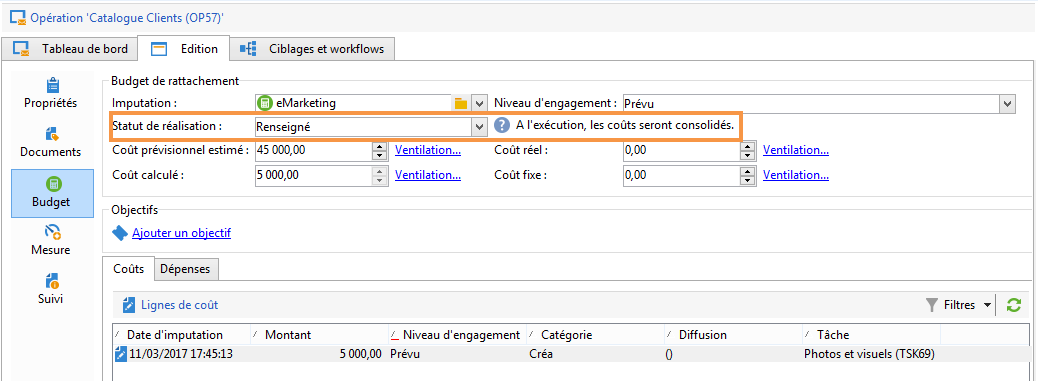 Opération 'Catalogue Clients (OP57)'
Tableau de bord Edition Ciblages et workflows
Propriétés
Documents
Budget
Mesure
Suivi
Budget de rattachement
Imputation : eMarketing Niveau d'engagement : Prévu
Statut de réalisation : Renseigné ? A l'exécution, les coûts seront consolidés.
Coût prévisionnel estimé : 45 000,00 Ventilation... Coût réel : 0,00 Ventilation...
Coût calculé : 5 000,00 Ventilation... Coût fixe : 0,00 Ventilation...
Objectifs
Ajouter un objectif
Coûts Dépenses
Lignes de coût Filtres
Date d'imputation Montant Niveau d'engagement Catégorie Diffusion Tâche
11/03/2017 17:45:13 5 000,00 Prévu Créa () Photos et visuels (TSK69)